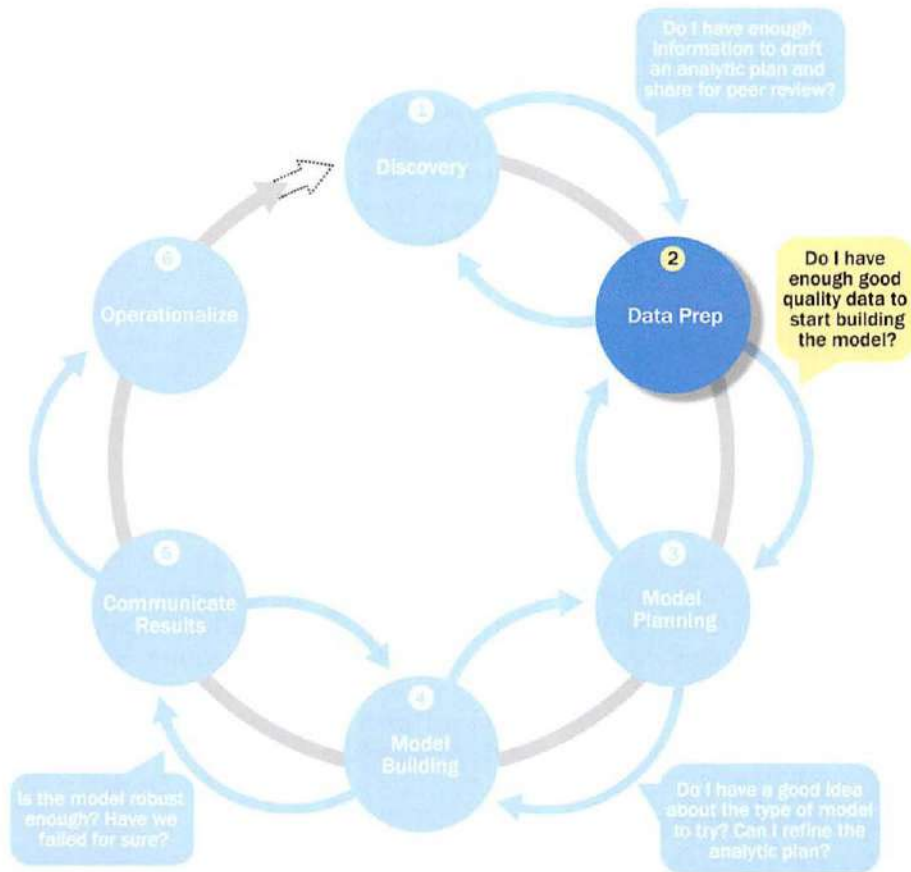 Do I have enough
information to draft
an analytic plan and
share for peer review?
1
Discovery
2
Data Prep
Do I have
enough good
quality data to
start building
the model?
6
Operationalize
3
Model
Planning
5
Communicate
Results
4
Model
Building
Is the model robust
enough? Have we
failed for sure?
Do I have a good idea
about the type of model
to try? Can I refine the
analytic plan?